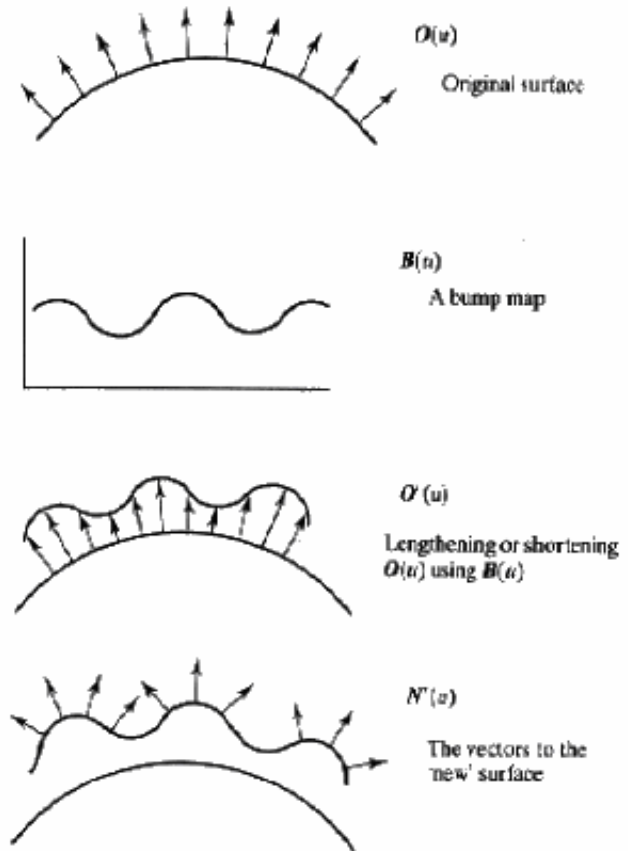 O(u)
Original surface
B(u)
A bump map
O'(u)
Lengthening or shortening
O(u) using B(u)
N'(u)
The vectors to the
'new' surface